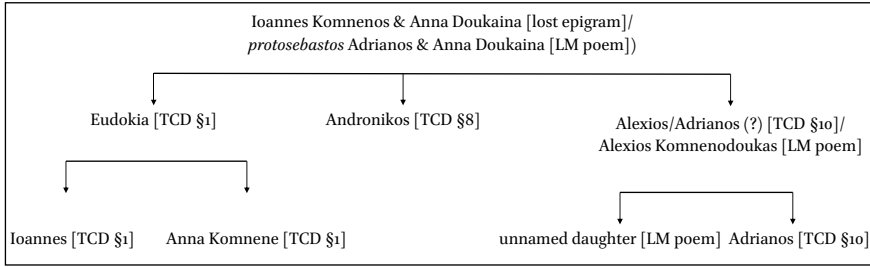 Ioannes Komnenos & Anna Doukaina [lost epigram]/
protosebastos Adrianos & Anna Doukaina [LM poem])
Eudokia [TCD §1]
Andronikos [TCD §8]
Alexios/Adrianos (?) [TCD §10]/
Alexios Komnenodoukas [LM poem]
Ioannes [TCD §1]
Anna Komnene [TCD §1]
unnamed daughter [LM poem]
Adrianos [TCD §10]